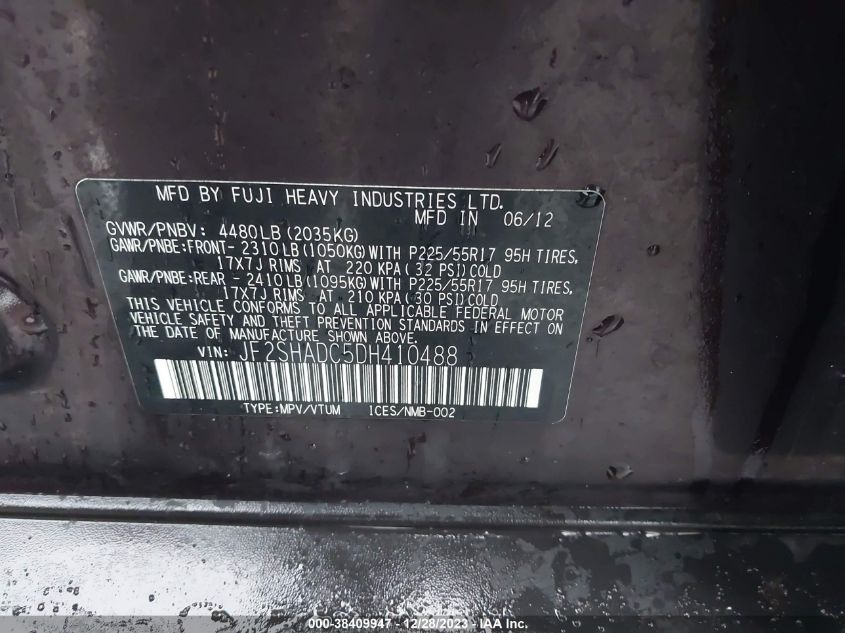 MFD BY FUJI HEAVY INDUSTRIES LTD.
MFD IN 06/12
GVWR/PNBV: 4480LB (2035KG)
GAWR/PNBE:FRONT- 2310LB (1050KG) WITH P225/55R17 95H TIRES,
17X7J RIMS AT 220 KPA (32 PSI) COLD
GAWR/PNBE:REAR - 2410LB (1095KG) WITH P225/55R17 95H TIRES,
17X7J RIMS AT 210 KPA (30 PSI) COLD
THIS VEHICLE CONFORMS TO ALL APPLICABLE FEDERAL MOTOR
VEHICLE SAFETY AND THEFT PREVENTION STANDARDS IN EFFECT ON
THE DATE OF MANUFACTURE SHOWN ABOVE.
VIN: JF2SHADC5DH410488
TYPE:MPV/VTUM 1CES/NMB-002
000-38409947 - 12/28/2023 - IAA Inc.